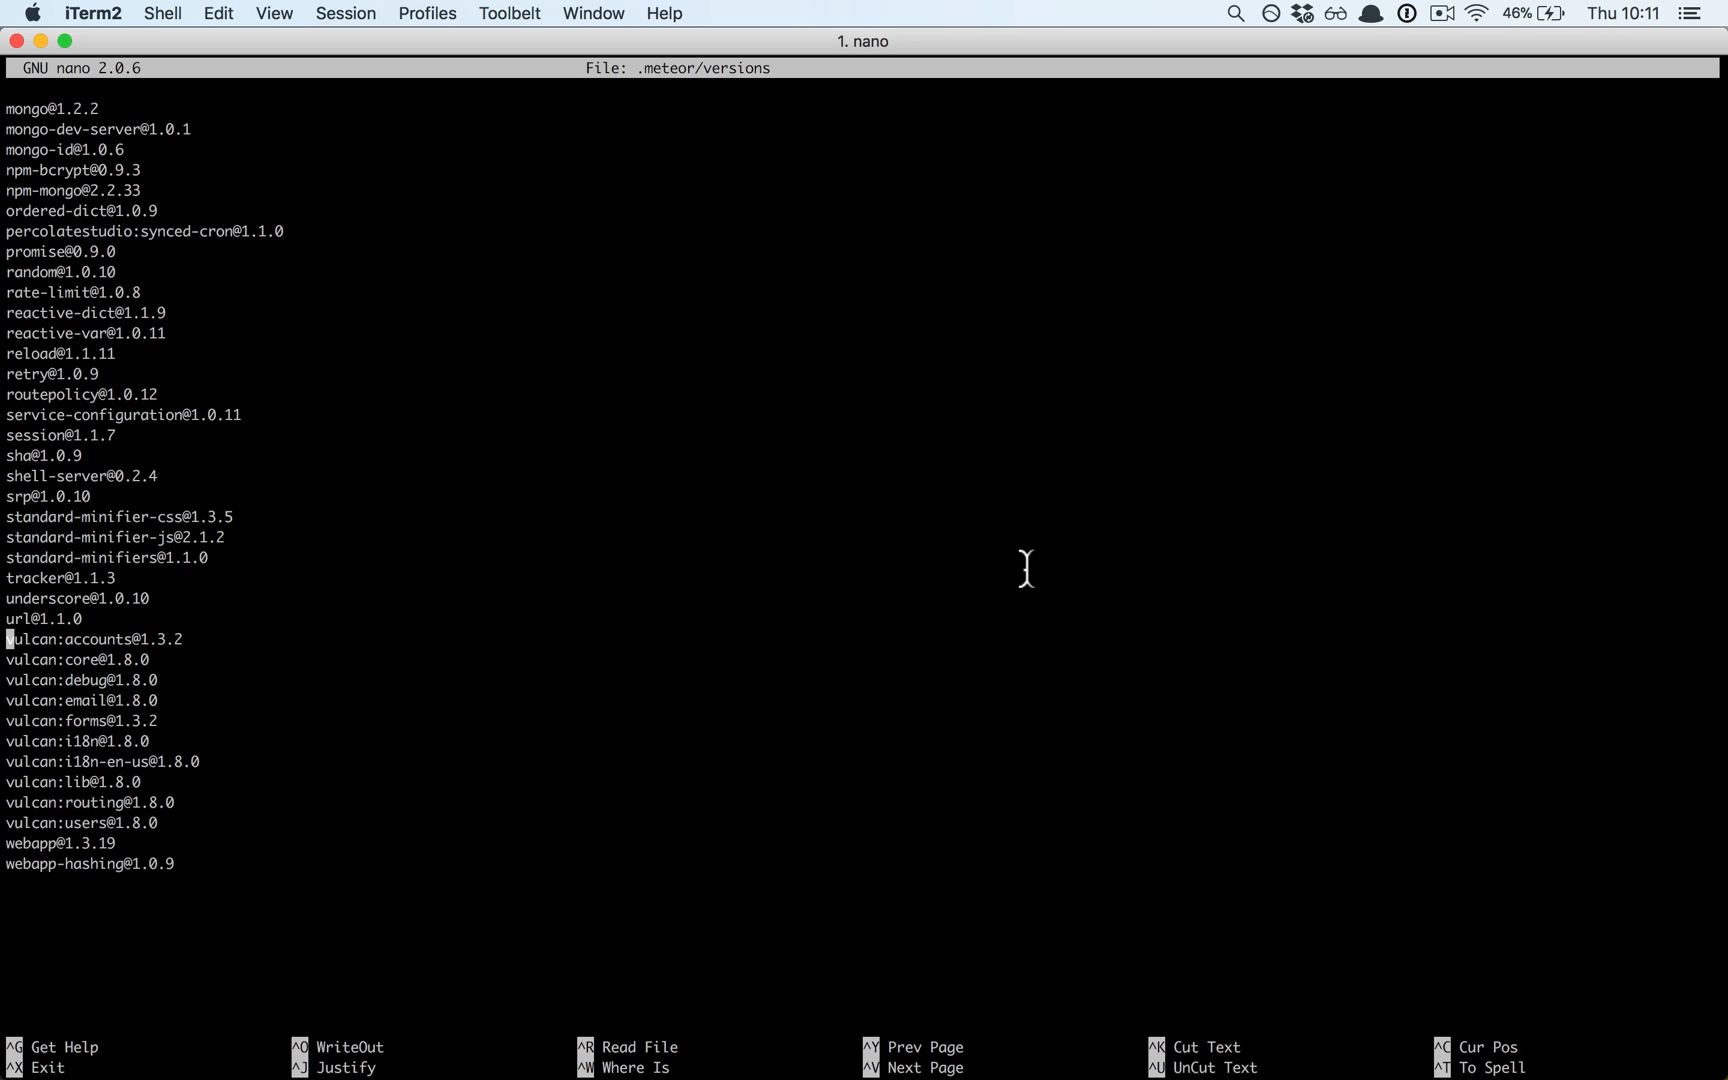 iTerm2 Shell Edit View Session Profiles Toolbelt Window Help 46% Thu 10:11
1. nano
GNU nano 2.0.6 File: .meteor/versions
mongo@1.2.2
mongo-dev-server@1.0.1
mongo-id@1.0.6
npm-bcrypt@0.9.3
npm-mongo@2.2.33
ordered-dict@1.0.9
percolatestudio:synced-cron@1.1.0
promise@0.9.0
random@1.0.10
rate-limit@1.0.8
reactive-dict@1.1.9
reactive-var@1.0.11
reload@1.1.11
retry@1.0.9
routepolicy@1.0.12
service-configuration@1.0.11
session@1.1.7
sha@1.0.9
shell-server@0.2.4
srp@1.0.10
standard-minifier-css@1.3.5
standard-minifier-js@2.1.2
standard-minifiers@1.1.0
tracker@1.1.3
underscore@1.0.10
url@1.1.0
vulcan:accounts@1.3.2
vulcan:core@1.8.0
vulcan:debug@1.8.0
vulcan:email@1.8.0
vulcan:forms@1.3.2
vulcan:i18n@1.8.0
vulcan:i18n-en-us@1.8.0
vulcan:lib@1.8.0
vulcan:routing@1.8.0
vulcan:users@1.8.0
webapp@1.3.19
webapp-hashing@1.0.9
^G Get Help ^O WriteOut ^R Read File ^Y Prev Page ^K Cut Text ^C Cur Pos
^X Exit ^J Justify ^W Where Is ^V Next Page ^U UnCut Text ^T To Spell